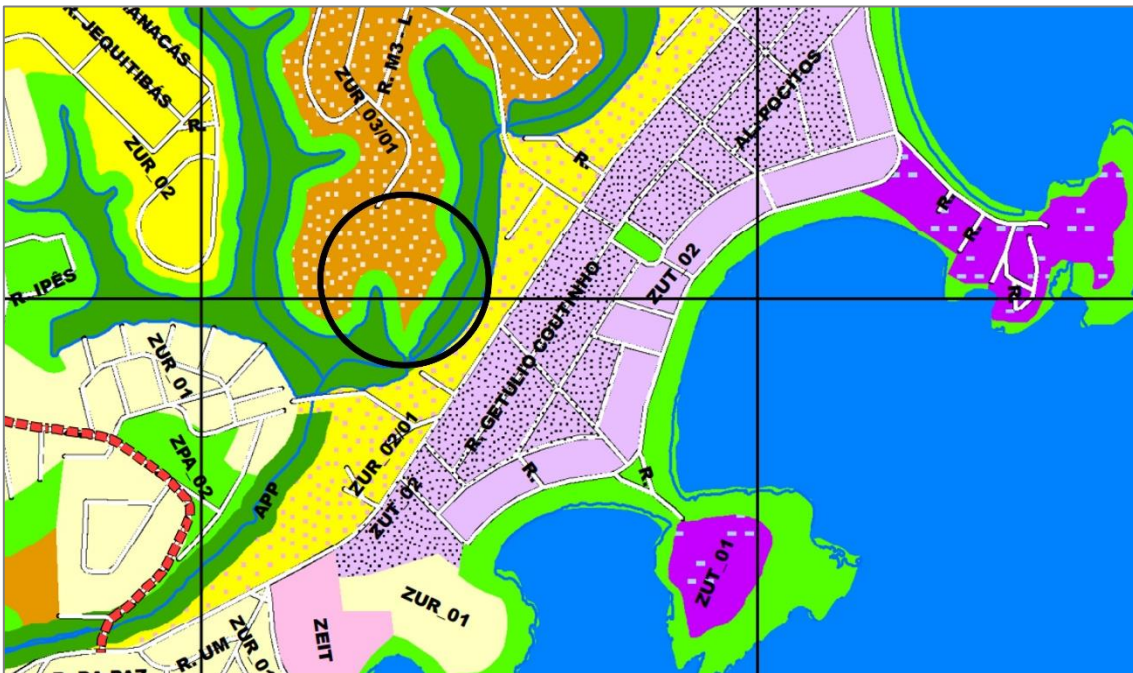 R. JEQUITIBÁS
R. M3 - L
ZUR_03/01
R.
ZUR_02
R.
AL. POCITOS
R.
R.
R.
R. IPÊS
ZUT_02
R. GETULIO COUTINHO
ZUR_01
ZPA_02
ZUR_02/01
R.
R.
APP
ZUT_02
ZUT_01
ZUR_01
ZEIT
R. UM